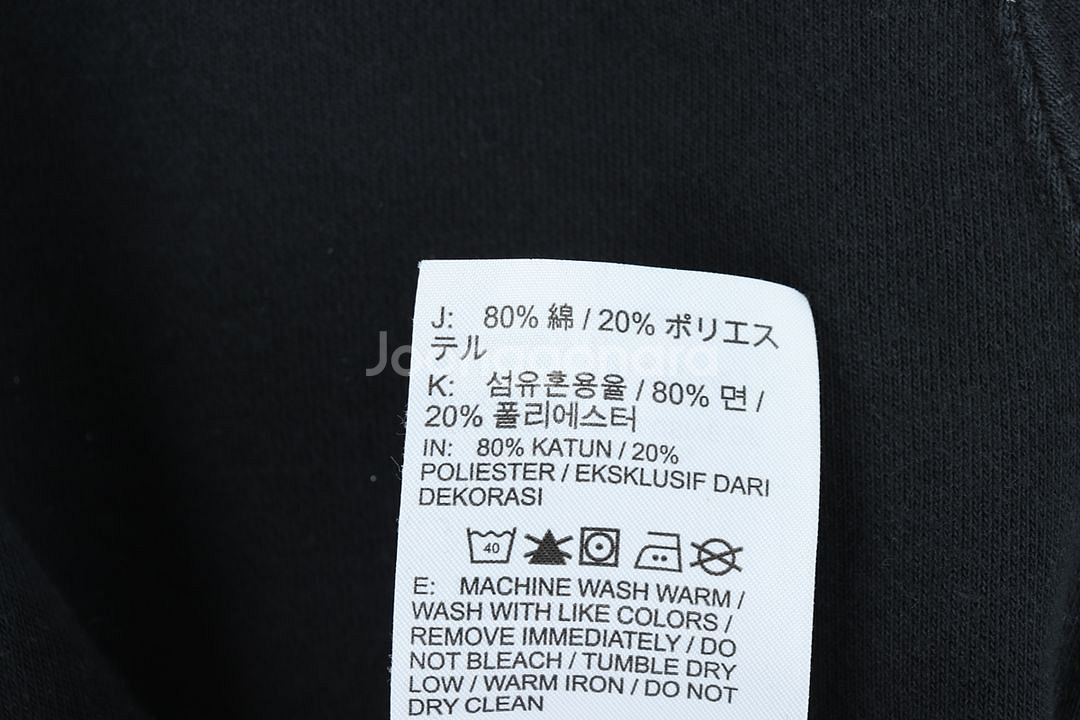 J: 80% 綿 / 20% ポリエス
テル
K: 섬유혼용율 / 80% 면 /
20% 폴리에스터
IN: 80% KATUN / 20%
POLIESTER / EKSKLUSIF DARI
DEKORASI
40
E: MACHINE WASH WARM /
WASH WITH LIKE COLORS /
REMOVE IMMEDIATELY / DO
NOT BLEACH / TUMBLE DRY
LOW / WARM IRON / DO NOT
DRY CLEAN